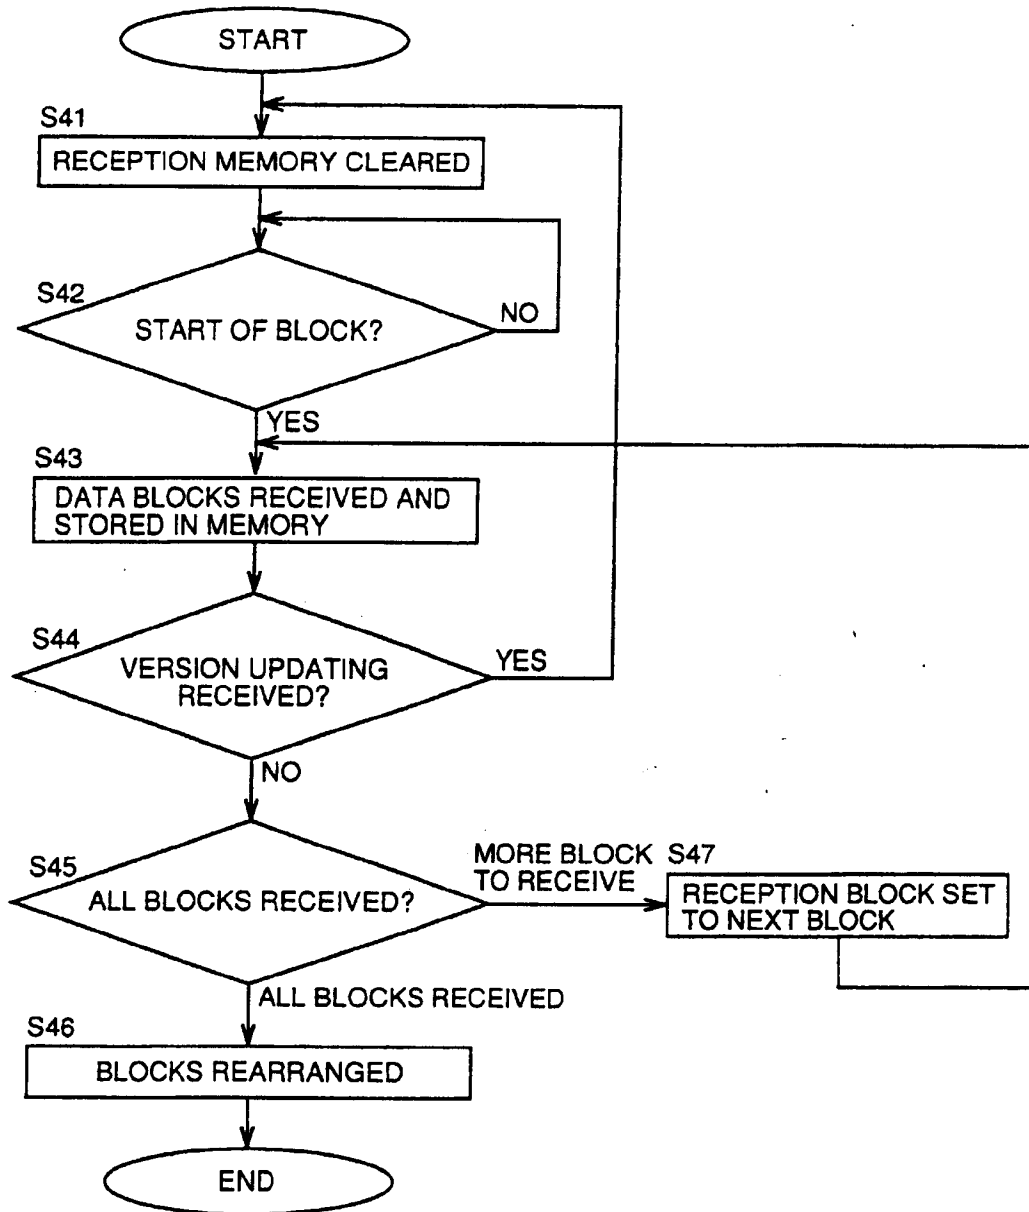 START
S41
RECEPTION MEMORY CLEARED
S42
START OF BLOCK?
NO
YES
S43
DATA BLOCKS RECEIVED AND
STORED IN MEMORY
S44
VERSION UPDATING
RECEIVED?
YES
NO
S45
ALL BLOCKS RECEIVED?
MORE BLOCK
TO RECEIVE
S47
RECEPTION BLOCK SET
TO NEXT BLOCK
ALL BLOCKS RECEIVED
S46
BLOCKS REARRANGED
END